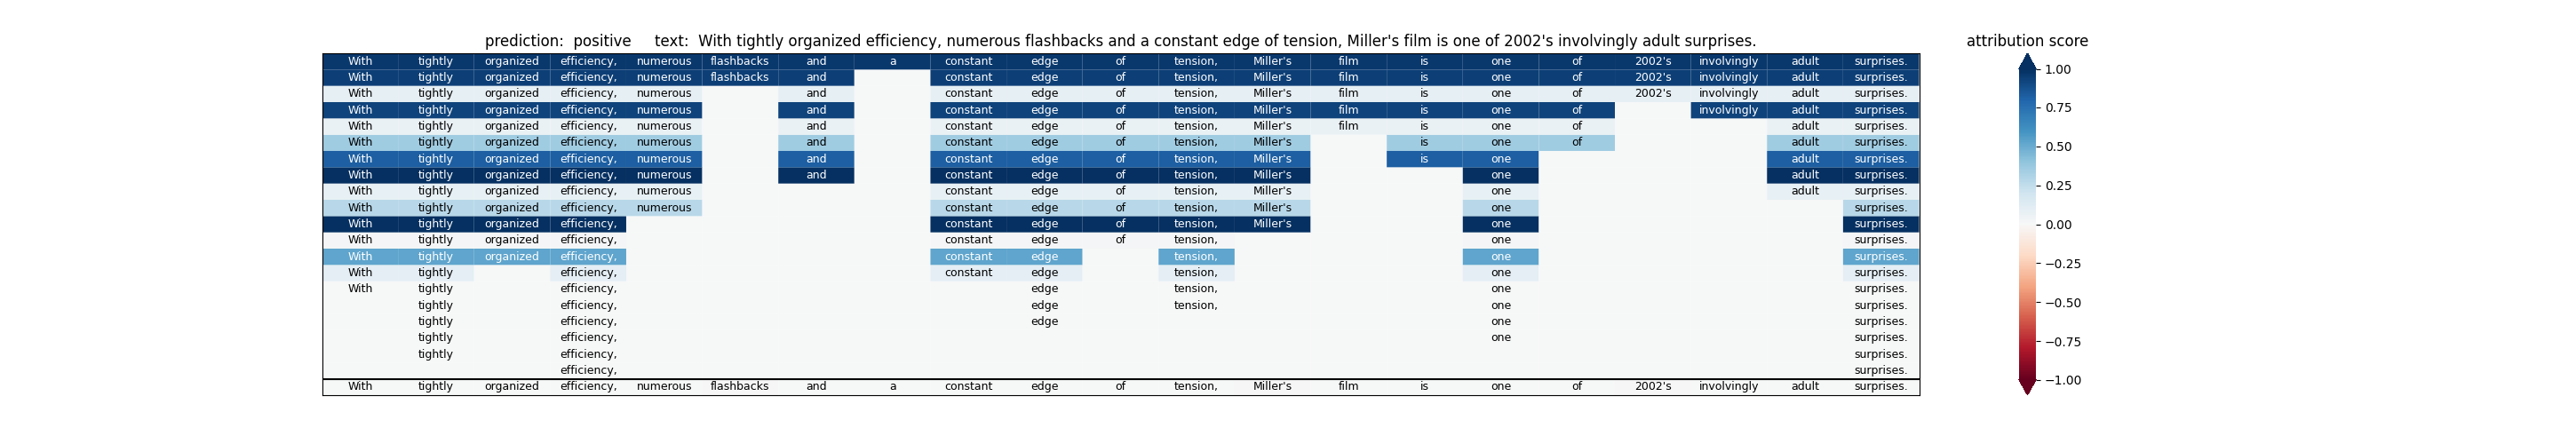 prediction:  positive     text:  With tightly organized efficiency, numerous flashbacks and a constant edge of tension, Miller's film is one of 2002's involvingly adult surprises.
attribution score
With tightly organized efficiency, numerous flashbacks and a constant edge of tension, Miller's film is one of 2002's involvingly adult surprises.
With tightly organized efficiency, numerous flashbacks and constant edge of tension, Miller's film is one of 2002's involvingly adult surprises.
With tightly organized efficiency, numerous and constant edge of tension, Miller's film is one of 2002's involvingly adult surprises.
With tightly organized efficiency, numerous and constant edge of tension, Miller's film is one of involvingly adult surprises.
With tightly organized efficiency, numerous and constant edge of tension, Miller's film is one of adult surprises.
With tightly organized efficiency, numerous and constant edge of tension, Miller's is one of adult surprises.
With tightly organized efficiency, numerous and constant edge of tension, Miller's is one adult surprises.
With tightly organized efficiency, numerous and constant edge of tension, Miller's one adult surprises.
With tightly organized efficiency, numerous constant edge of tension, Miller's one adult surprises.
With tightly organized efficiency, numerous constant edge of tension, Miller's one surprises.
With tightly organized efficiency, constant edge of tension, Miller's one surprises.
With tightly organized efficiency, constant edge of tension, one surprises.
With tightly organized efficiency, constant edge tension, one surprises.
With tightly efficiency, constant edge tension, one surprises.
With tightly efficiency, edge tension, one surprises.
tightly efficiency, edge tension, one surprises.
tightly efficiency, edge one surprises.
tightly efficiency, one surprises.
tightly efficiency, surprises.
efficiency, surprises.
With tightly organized efficiency, numerous flashbacks and a constant edge of tension, Miller's film is one of 2002's involvingly adult surprises.
1.00
0.75
0.50
0.25
0.00
−0.25
−0.50
−0.75
−1.00